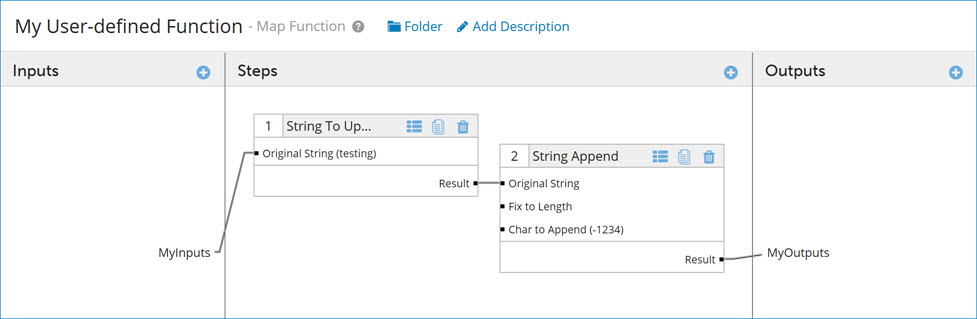 My User-defined Function - Map Function ? Folder Add Description
Inputs Steps Outputs
1 String To Up...
Original String (testing)
Result
2 String Append
Original String
Fix to Length
Char to Append (-1234)
Result
MyInputs
MyOutputs